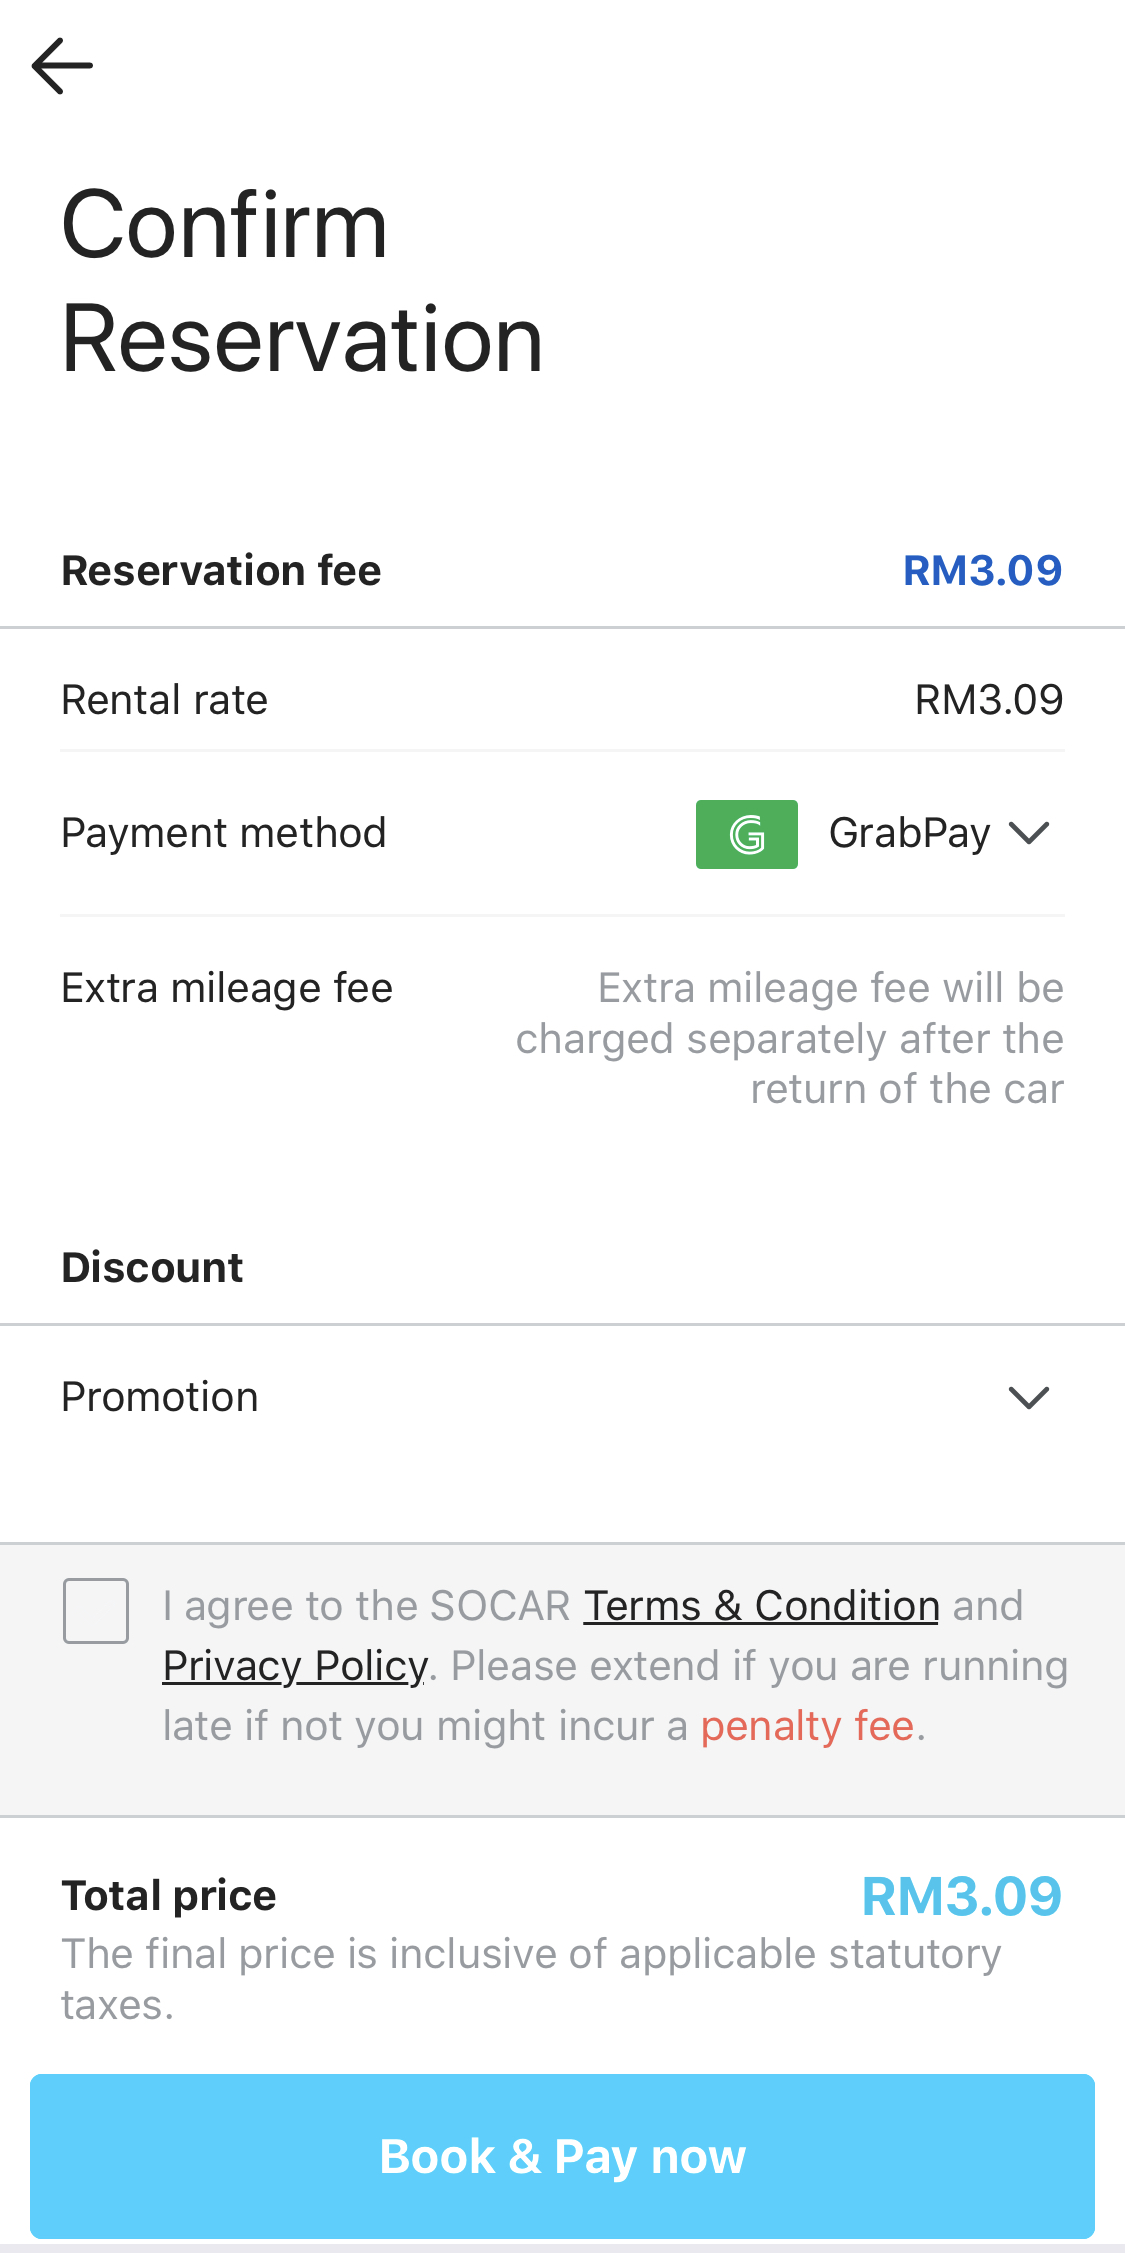 Confirm
Reservation
Reservation fee RM3.09
Rental rate RM3.09
Payment method G GrabPay
Extra mileage fee Extra mileage fee will be
charged separately after the
return of the car
Discount
Promotion
I agree to the SOCAR Terms & Condition and
Privacy Policy. Please extend if you are running
late if not you might incur a penalty fee.
Total price RM3.09
The final price is inclusive of applicable statutory
taxes.
Book & Pay now